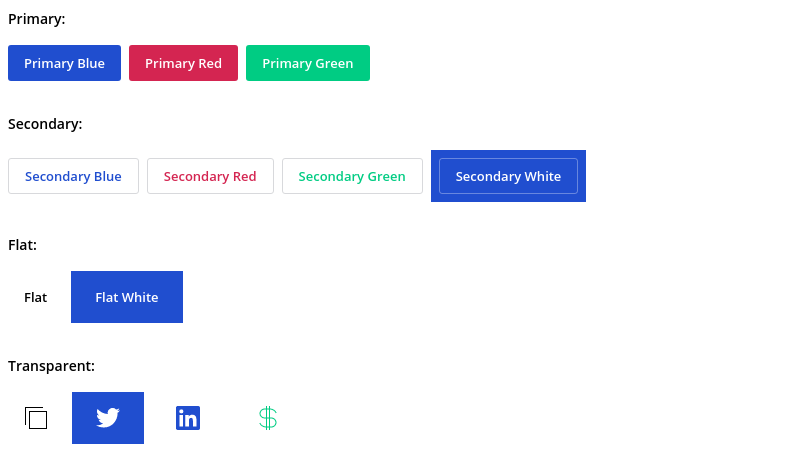 Primary:
Primary Blue Primary Red Primary Green
Secondary:
Secondary Blue Secondary Red Secondary Green Secondary White
Flat:
Flat Flat White
Transparent: